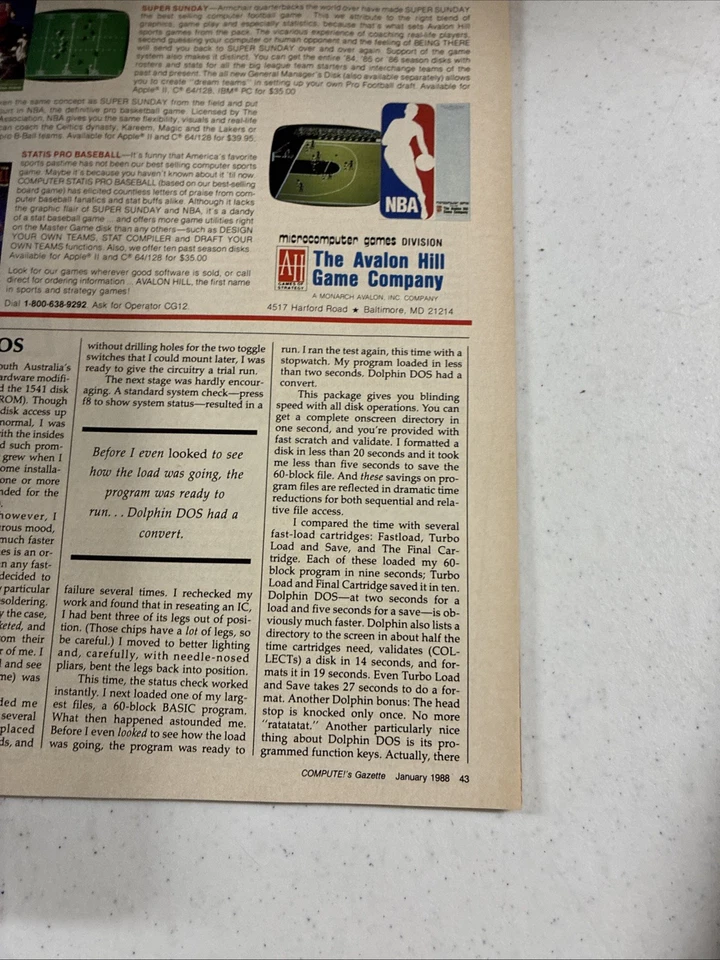 SUPER SUNDAY—Armchair quarterbacks the world over have made SUPER SUNDAY
the best selling computer football game... This we attribute to the right blend of
graphics, game play and especially statistics, because that's what sets Avalon Hill
sports games from the pack. The vicarious experience of coaching real-life players,
second guessing your computer or human opponent and the feeling of BEING THERE
will send you back to SUPER SUNDAY over and over again. Support of the game
system also makes it distinct. You can get the entire '84, '85 or '86 season disks with
rosters and stats for all the big league team starters and interchange teams of the
past and present. The all new General Manager's Disk (also available separately) allows
you to create "dream teams" in setting up your own Pro Football draft. Available for
Apple® II, C® 64/128, IBM® PC for $35.00
the same concept as SUPER SUNDAY from the field and put
in NBA, the definitive pro basketball game. Licensed by The
Association, NBA gives you the same flexibility, visuals and real-life
can coach the Celtics dynasty, Kareem, Magic and the Lakers or
pro B-Ball teams. Available for Apple® II and C® 64/128 for $39.95.
STATIS PRO BASEBALL—It's funny that America's favorite
sports pastime has not been our best selling computer sports
game. Maybe it's because you haven't known about it 'til now.
COMPUTER STATIS PRO BASEBALL (based on our best-selling
board game) has elicited countless letters of praise from com-
puter baseball fanatics and stat buffs alike. Although it lacks
the graphic flair of SUPER SUNDAY and NBA, it's a dandy
of a stat baseball game ... and offers more game utilities right
on the Master Game disk than any others—such as DESIGN
YOUR OWN TEAMS, STAT COMPILER and DRAFT YOUR
OWN TEAMS functions. Also, we offer ten past season disks.
Available for Apple® II and C® 64/128 for $35.00
Look for our games wherever good software is sold, or call
direct for ordering information ... AVALON HILL, the first name
in sports and strategy games!
Dial 1-800-638-9292. Ask for Operator CG12.
NBA
microcomputer games DIVISION
AH
GAMES OF
STRATEGY
The Avalon Hill
Game Company
A MONARCH AVALON, INC. COMPANY
4517 Harford Road ★ Baltimore, MD 21214
OS
outh Australia's
ardware modifi-
d the 1541 disk
ROM). Though
disk access up
normal, I was
ith the insides
d such prom-
grew when I
ome installa-
one or more
nded for the
however, I
rous mood,
much faster
es is an or-
n any fast-
decided to
particular
soldering.
y the case,
keted, and
om their
r of me. I
l and see
me) was
ded me
several
placed
ds, and
without drilling holes for the two toggle
switches that I could mount later, I was
ready to give the circuitry a trial run.
The next stage was hardly encour-
aging. A standard system check—press
f8 to show system status—resulted in a
Before I even looked to see
how the load was going, the
program was ready to
run. . . Dolphin DOS had a
convert.
failure several times. I rechecked my
work and found that in reseating an IC,
I had bent three of its legs out of posi-
tion. (Those chips have a lot of legs, so
be careful.) I moved to better lighting
and, carefully, with needle-nosed
pliars, bent the legs back into position.
This time, the status check worked
instantly. I next loaded one of my larg-
est files, a 60-block BASIC program.
What then happened astounded me.
Before I even looked to see how the load
was going, the program was ready to
run. I ran the test again, this time with a
stopwatch. My program loaded in less
than two seconds. Dolphin DOS had a
convert.
This package gives you blinding
speed with all disk operations. You can
get a complete onscreen directory in
one second, and you're provided with
fast scratch and validate. I formatted a
disk in less than 20 seconds and it took
me less than five seconds to save the
60-block file. And these savings on pro-
gram files are reflected in dramatic time
reductions for both sequential and rela-
tive file access.
I compared the time with several
fast-load cartridges: Fastload, Turbo
Load and Save, and The Final Car-
tridge. Each of these loaded my 60-
block program in nine seconds; Turbo
Load and Final Cartridge saved it in ten.
Dolphin DOS—at two seconds for a
load and five seconds for a save—is ob-
viously much faster. Dolphin also lists a
directory to the screen in about half the
time cartridges need, validates (COL-
LECTs) a disk in 14 seconds, and for-
mats it in 19 seconds. Even Turbo Load
and Save takes 27 seconds to do a for-
mat. Another Dolphin bonus: The head
stop is knocked only once. No more
"ratatatat." Another particularly nice
thing about Dolphin DOS is its pro-
grammed function keys. Actually, there
COMPUTE!'s Gazette January 1988 43